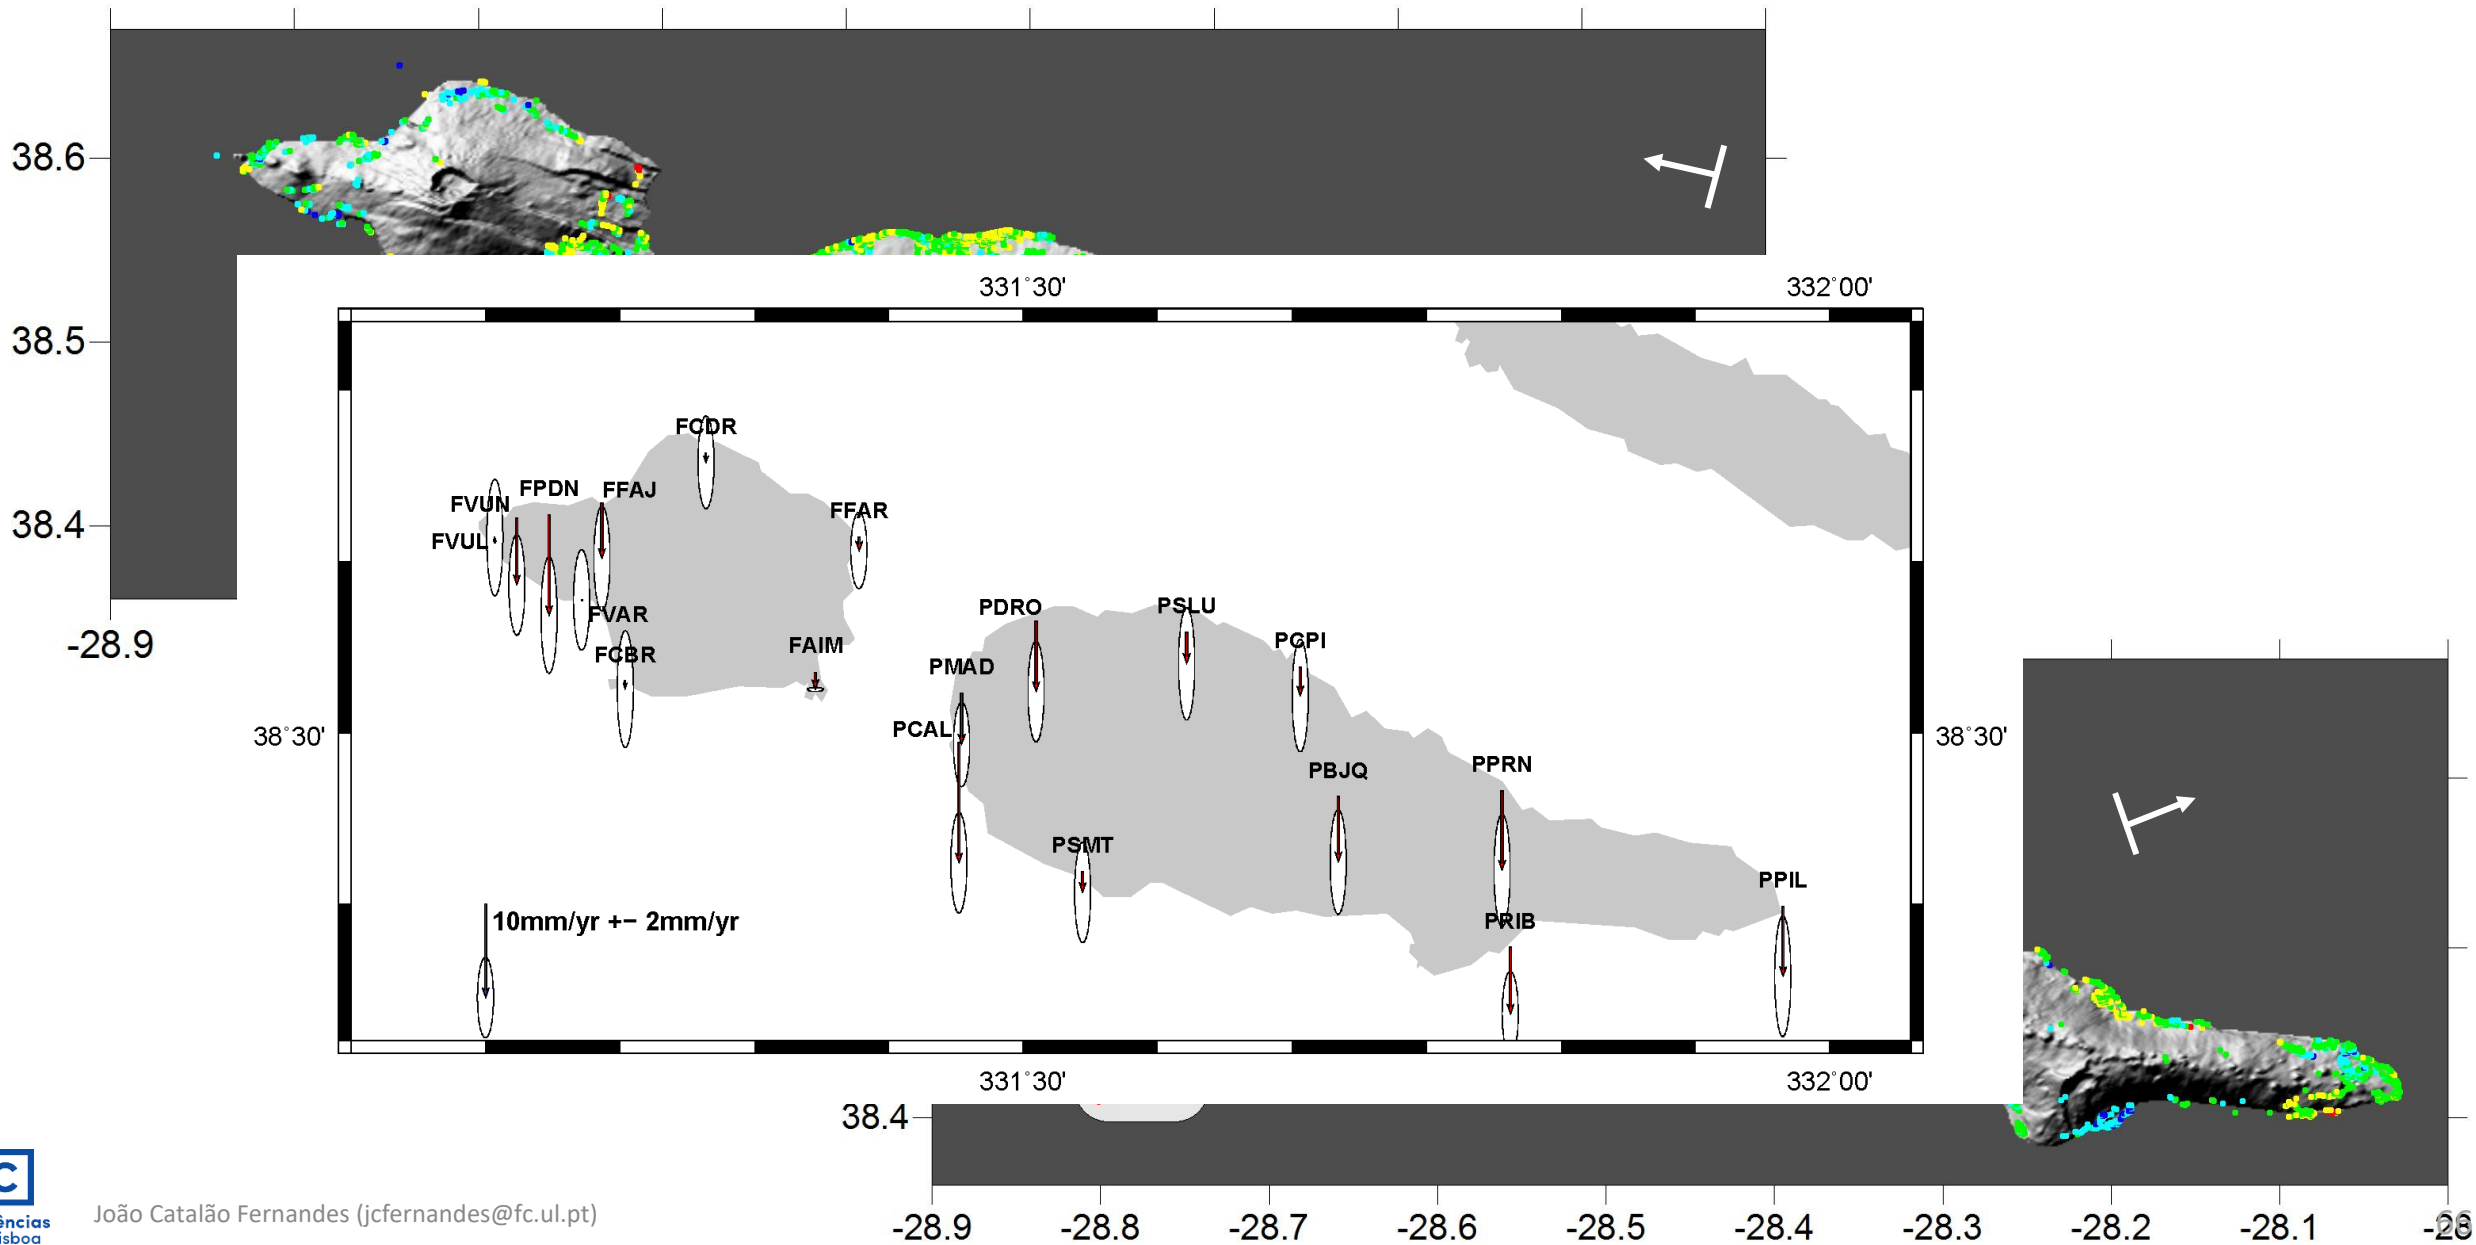 38.6
331°30'
332°00'
38.5
FCDR
FPDN
FFAJ
FVUN
FFAR
38.4
FVUL
PDRO
PSLU
FVAR
PCPI
-28.9
FCBR
FAIM
PMAD
PCAL
38°30'
38°30'
PBJQ
PPRN
PSMT
PPIL
10mm/yr +− 2mm/yr
PRIB
331°30'
332°00'
38.4
C
ências
isboa
João Catalão Fernandes (jcfernandes@fc.ul.pt)
-28.9 -28.8 -28.7 -28.6 -28.5 -28.4 -28.3 -28.2 -28.1